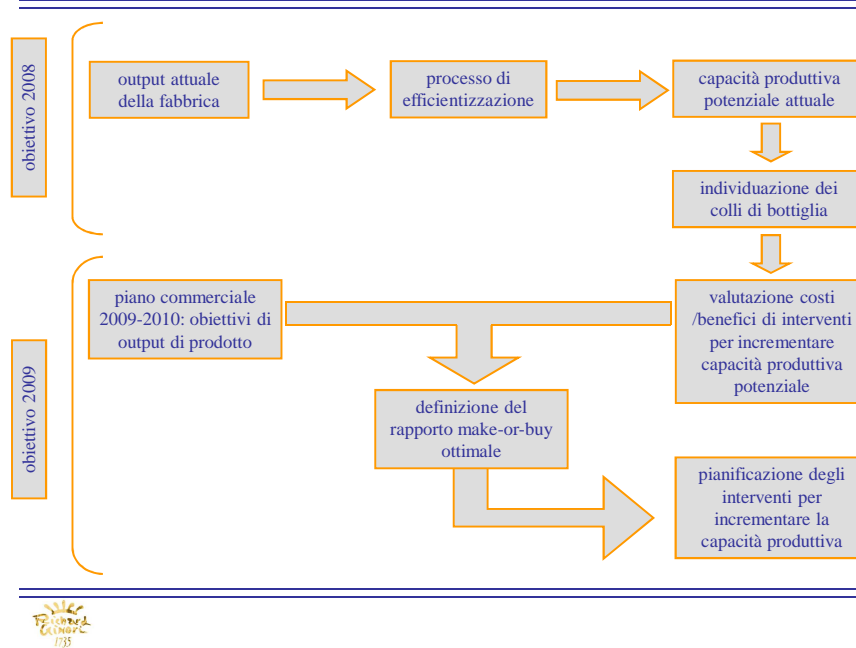 obiettivo 2008
output attuale
della fabbrica
processo di
efficientizzazione
capacità produttiva
potenziale attuale
individuazione dei
colli di bottiglia
obiettivo 2009
piano commerciale
2009-2010: obiettivi di
output di prodotto
valutazione costi
/benefici di interventi
per incrementare
capacità produttiva
potenziale
definizione del
rapporto make-or-buy
ottimale
pianificazione degli
interventi per
incrementare la
capacità produttiva
Richard
Ginori
1735